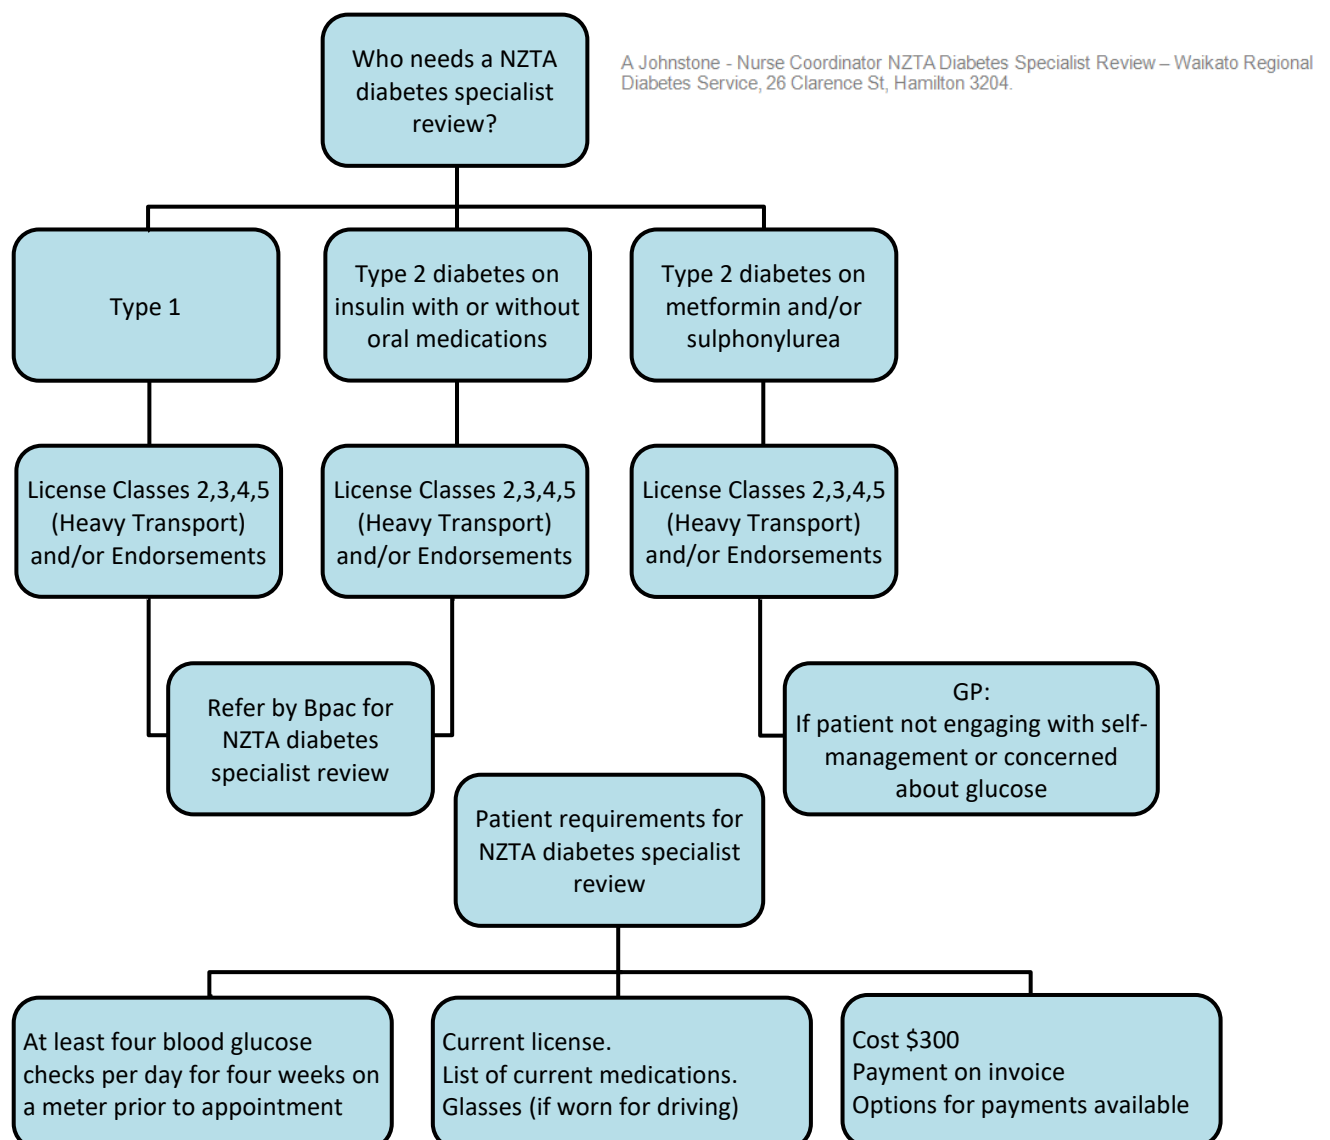 Who needs a NZTA
diabetes specialist
review?
A Johnstone - Nurse Coordinator NZTA Diabetes Specialist Review – Waikato Regional
Diabetes Service, 26 Clarence St, Hamilton 3204.
Type 1
Type 2 diabetes on
insulin with or without
oral medications
Type 2 diabetes on
metformin and/or
sulphonylurea
License Classes 2,3,4,5
(Heavy Transport)
and/or Endorsements
License Classes 2,3,4,5
(Heavy Transport)
and/or Endorsements
License Classes 2,3,4,5
(Heavy Transport)
and/or Endorsements
Refer by Bpac for
NZTA diabetes
specialist review
GP:
If patient not engaging with self-
management or concerned
about glucose
Patient requirements for
NZTA diabetes specialist
review
At least four blood glucose
checks per day for four weeks on
a meter prior to appointment
Current license.
List of current medications.
Glasses (if worn for driving)
Cost $300
Payment on invoice
Options for payments available